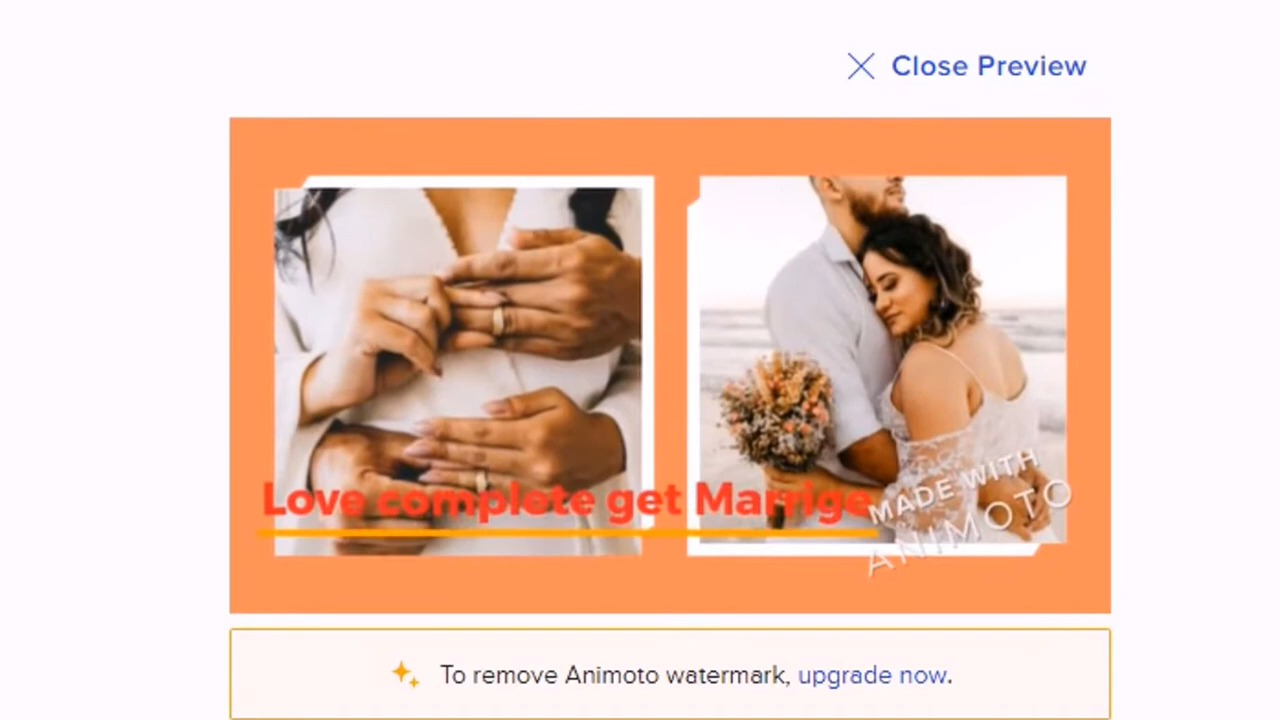 Close Preview
Love complete get Marrige
MADE WITH
ANIMOTO
To remove Animoto watermark, upgrade now.